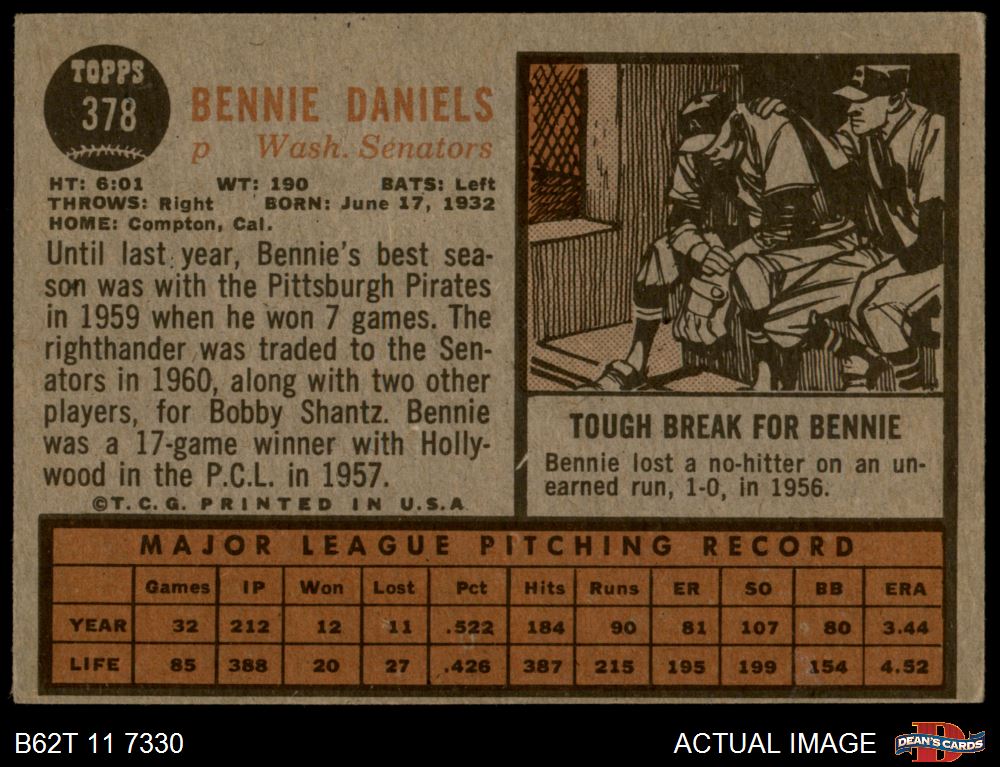 TOPPS
378
BENNIE DANIELS
p Wash. Senators
HT: 6:01 WT: 190 BATS: Left
THROWS: Right BORN: June 17, 1932
HOME: Compton, Cal.
Until last year, Bennie's best sea-
son was with the Pittsburgh Pirates
in 1959 when he won 7 games. The
righthander was traded to the Sen-
ators in 1960, along with two other
players, for Bobby Shantz. Bennie
was a 17-game winner with Holly-
wood in the P.C.L. in 1957.
©T.C.G. PRINTED IN U.S.A
TOUGH BREAK FOR BENNIE
Bennie lost a no-hitter on an un-
earned run, 1-0, in 1956.
MAJOR LEAGUE PITCHING RECORD
Games IP Won Lost Pct Hits Runs ER SO BB ERA
YEAR 32 212 12 11 .522 184 90 81 107 80 3.44
LIFE 85 388 20 27 .426 387 215 195 199 154 4.52
B62T 11 7330
ACTUAL IMAGE
DEAN'S CARDS